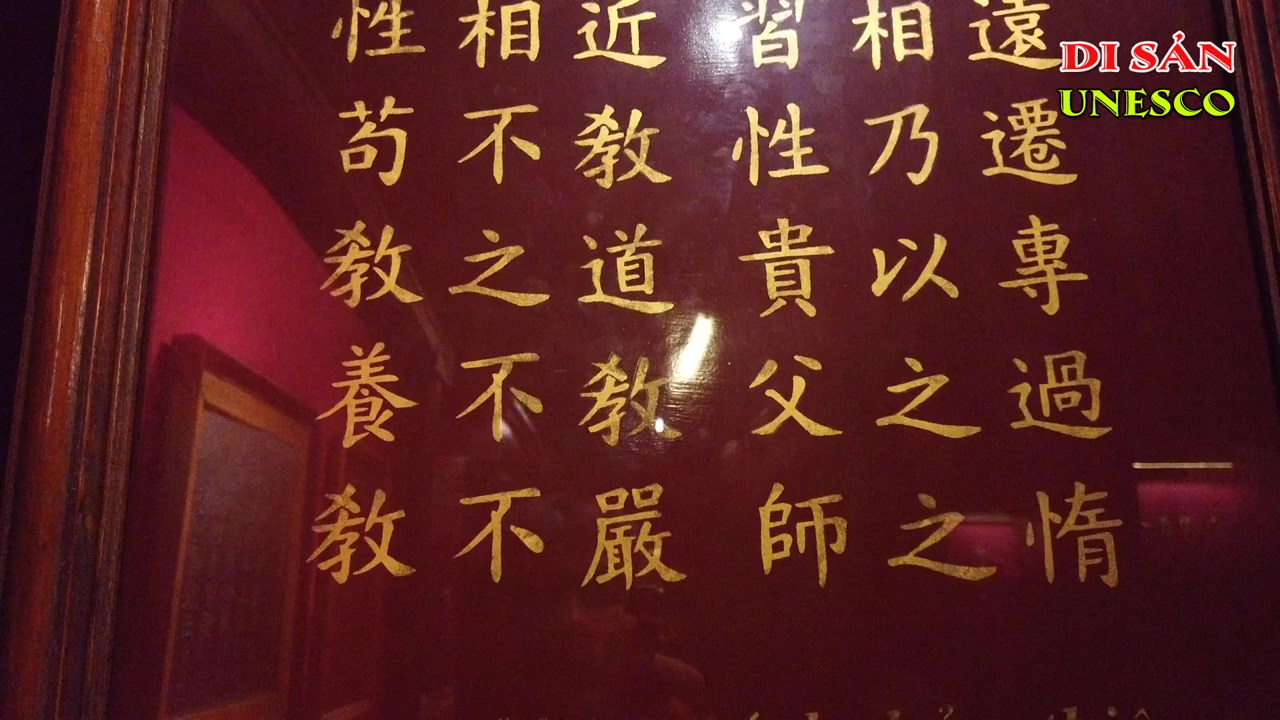 性相近習相遠
苟不教性乃遷
教之道貴以專
養不教父之過
教不嚴師之惰
DI SẢN
UNESCO